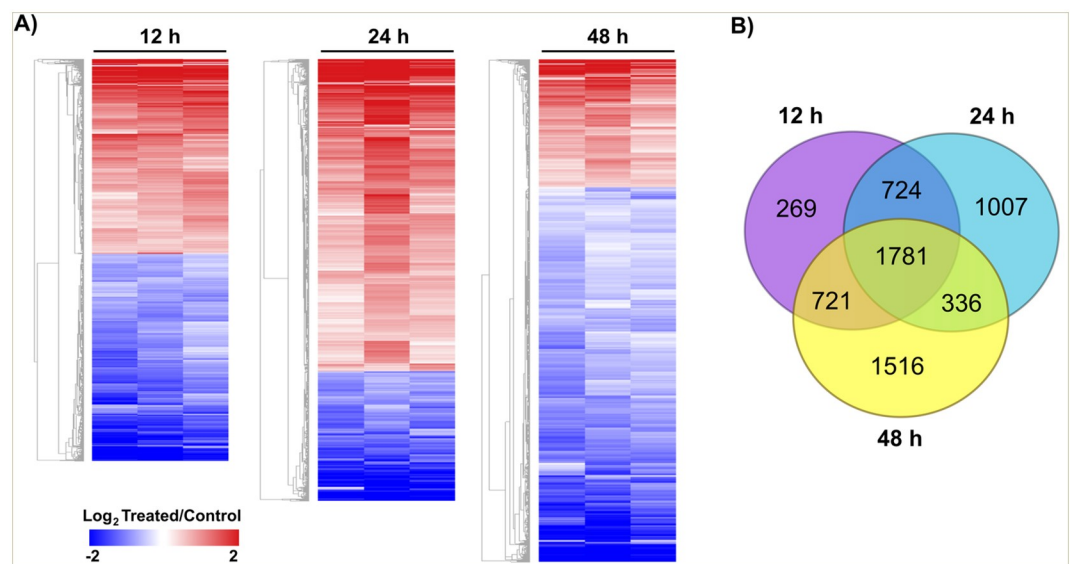 A)
12 h
24 h
48 h
Log2 Treated/Control
-2
2
B)
12 h
24 h
724
269
1007
1781
721
336
1516
48 h